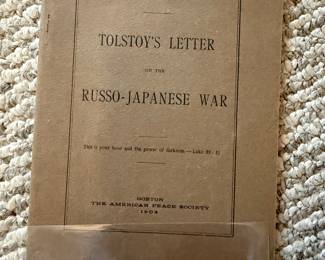 TOLSTOY'S LETTER
ON THE
RUSSO-JAPANESE WAR
This is your hour and the power of darkness.—Luke
BOSTON
THE AMERICAN PEACE SOCIETY
1904